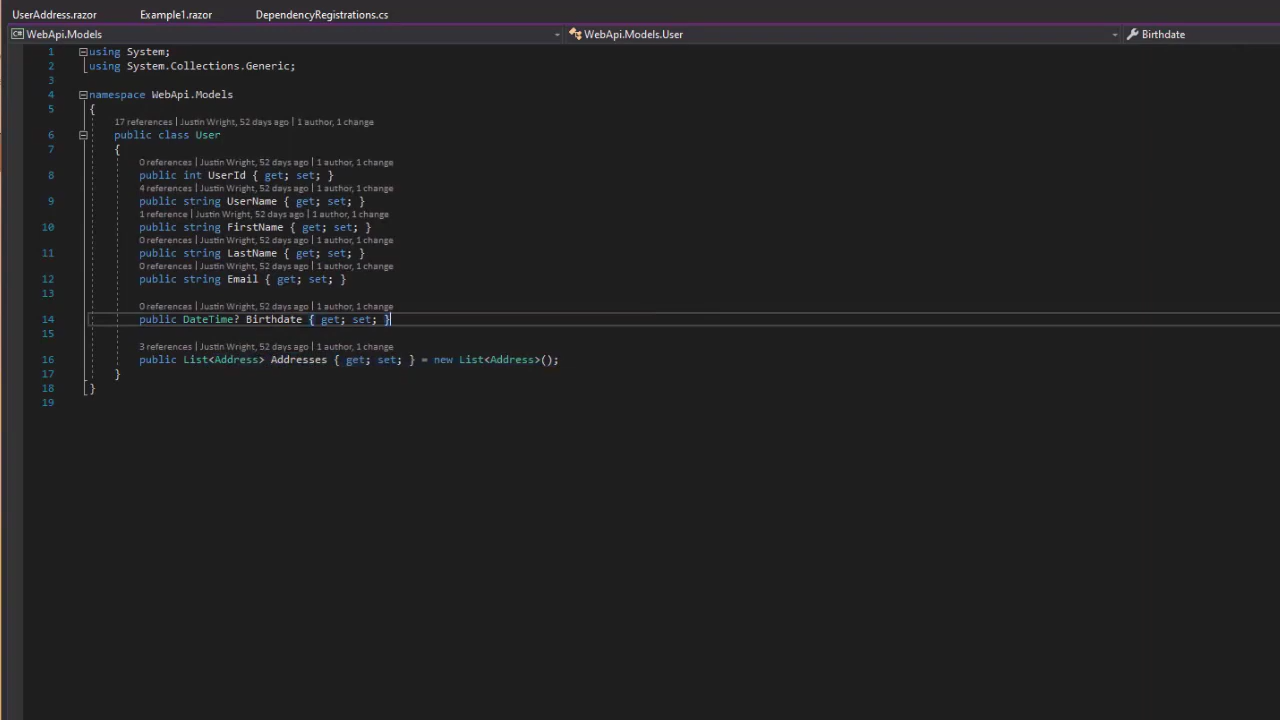 UserAddress.razor Example1.razor DependencyRegistrations.cs
C# WebApi.Models WebApi.Models.User Birthdate
1 using System;
2 using System.Collections.Generic;
3
4 namespace WebApi.Models
5 {
17 references | Justin Wright, 52 days ago | 1 author, 1 change
6 public class User
7 {
0 references | Justin Wright, 52 days ago | 1 author, 1 change
8 public int UserId { get; set; }
4 references | Justin Wright, 52 days ago | 1 author, 1 change
9 public string UserName { get; set; }
1 reference | Justin Wright, 52 days ago | 1 author, 1 change
10 public string FirstName { get; set; }
0 references | Justin Wright, 52 days ago | 1 author, 1 change
11 public string LastName { get; set; }
0 references | Justin Wright, 52 days ago | 1 author, 1 change
12 public string Email { get; set; }
13
0 references | Justin Wright, 52 days ago | 1 author, 1 change
14 public DateTime? Birthdate { get; set; }
15
3 references | Justin Wright, 52 days ago | 1 author, 1 change
16 public List<Address> Addresses { get; set; } = new List<Address>();
17 }
18 }
19